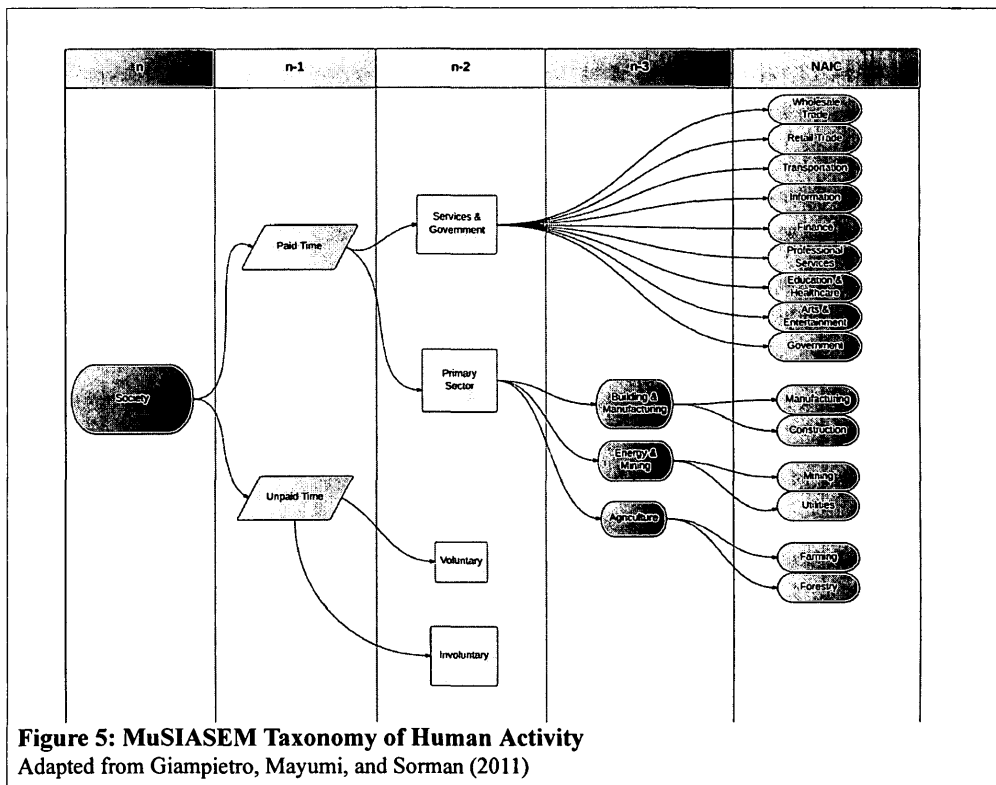 n
n-1
n-2
n-3
NAIC
Wholesale
Trade
Retail Trade
Transportation
Information
Finance
Professional
Services
Education &
Healthcare
Arts &
Entertainment
Government
Services &
Government
Paid Time
Primary
Sector
Society
Building &
Manufacturing
Manufacturing
Construction
Energy &
Mining
Mining
Utilities
Unpaid Time
Agriculture
Farming
Forestry
Voluntary
Involuntary
Figure 5: MuSIASEM Taxonomy of Human Activity
Adapted from Giampietro, Mayumi, and Sorman (2011)